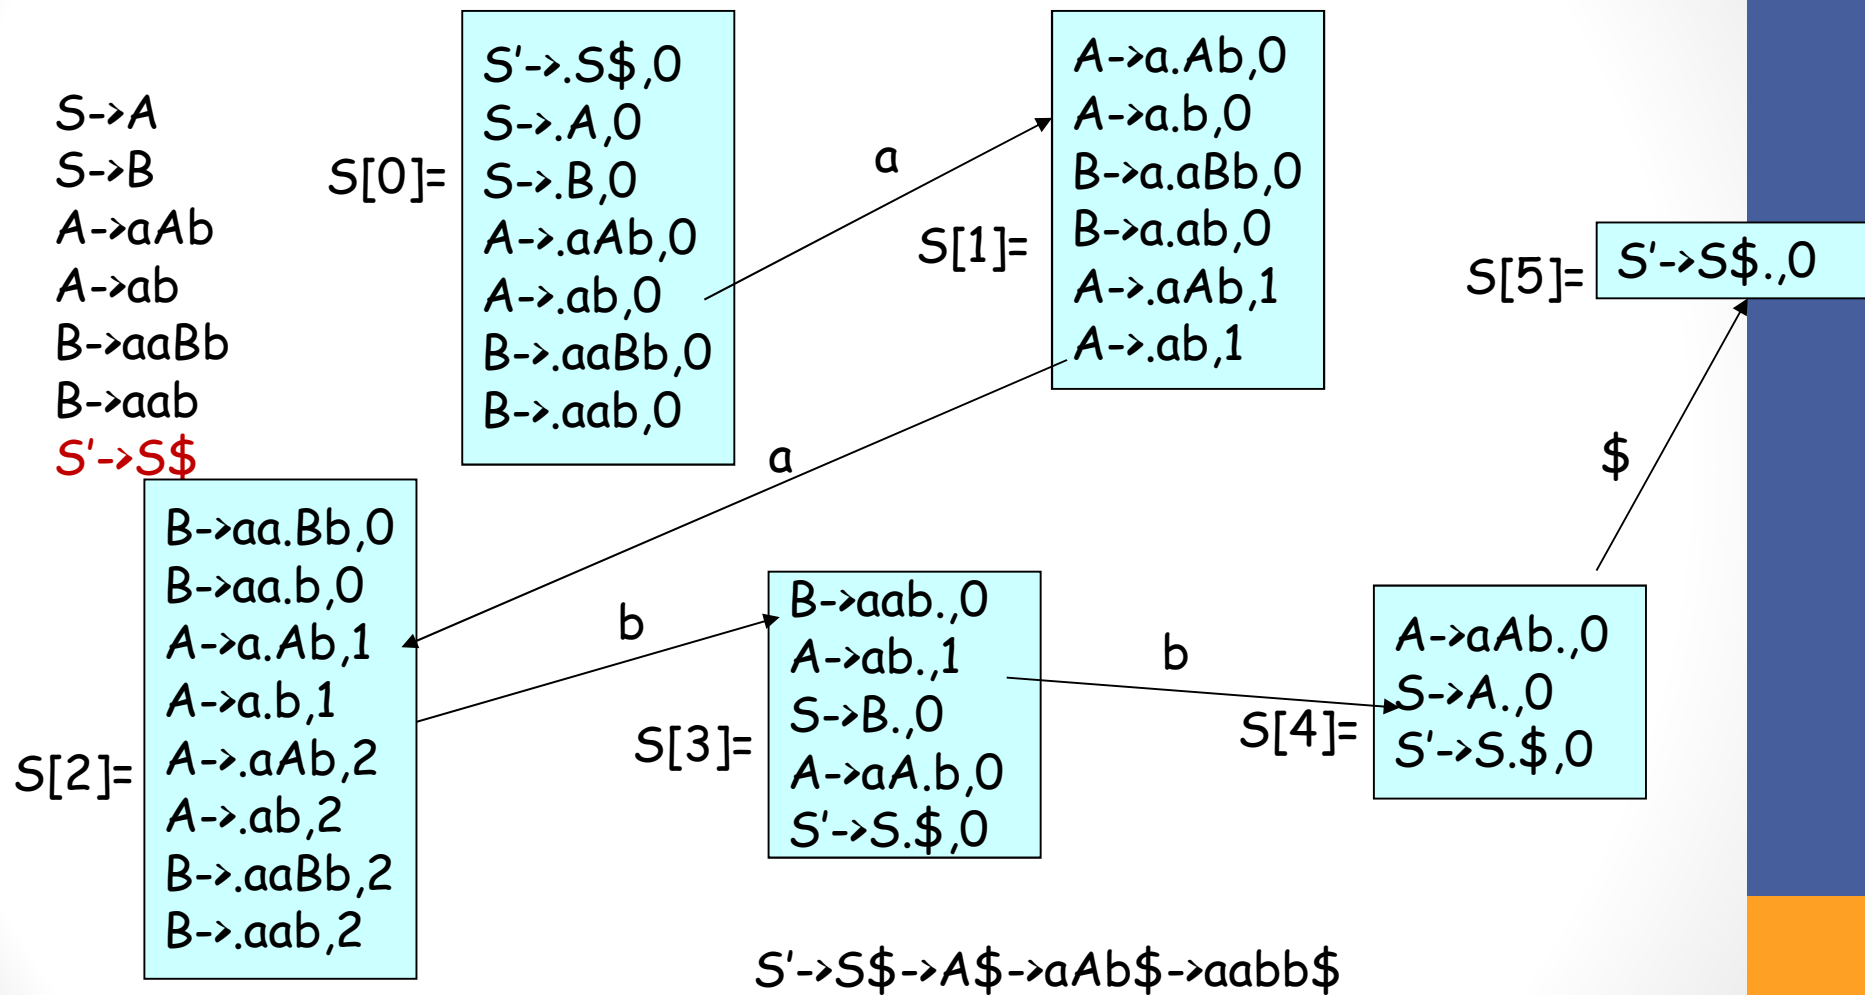 S->A
S->B
A->aAb
A->ab
B->aaBb
B->aab
S'->S$
S[0]=
S'->.S$,0
S->.A,0
S->.B,0
A->.aAb,0
A->.ab,0
B->.aaBb,0
B->.aab,0
a
S[1]=
A->a.Ab,0
A->a.b,0
B->a.aBb,0
B->a.ab,0
A->.aAb,1
A->.ab,1
a
S[2]=
B->aa.Bb,0
B->aa.b,0
A->a.Ab,1
A->a.b,1
A->.aAb,2
A->.ab,2
B->.aaBb,2
B->.aab,2
b
S[3]=
B->aab.,0
A->ab.,1
S->B.,0
A->aA.b,0
S'->S.$,0
b
S[4]=
A->aAb.,0
S->A.,0
S'->S.$,0
$
S[5]=
S'->S$.,0
S'->S$->A$->aAb$->aabb$